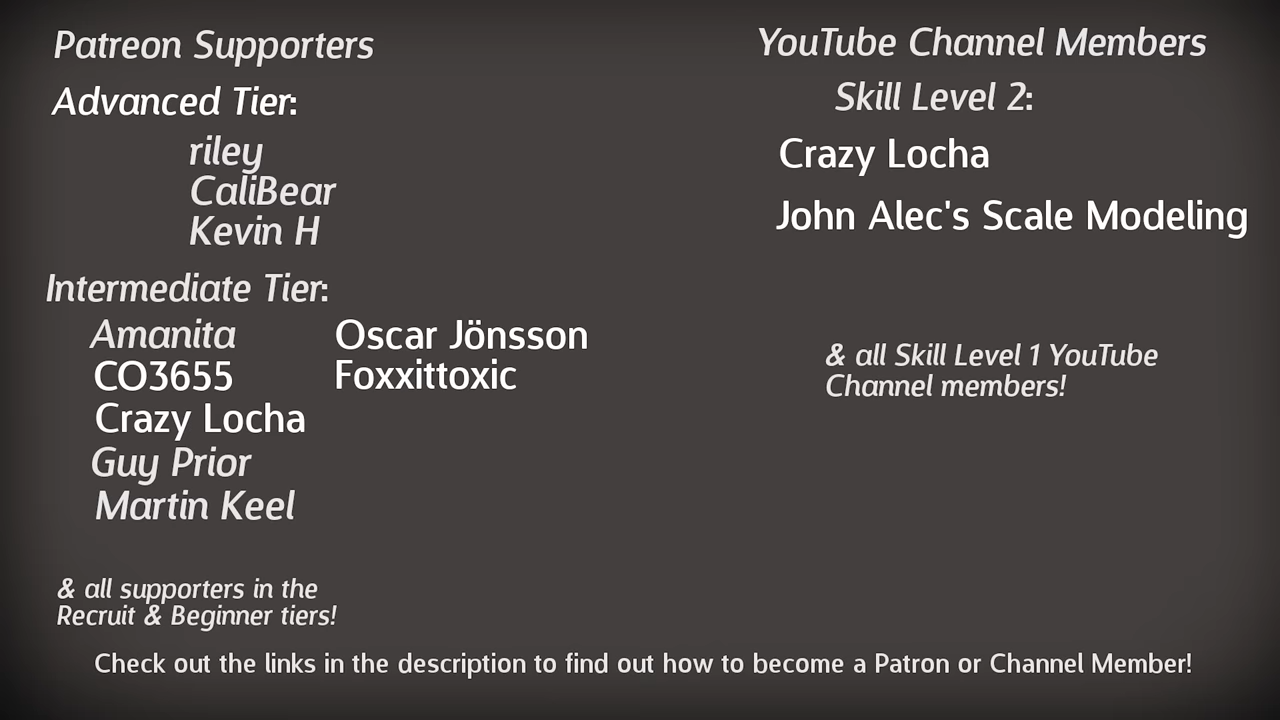 Patreon Supporters
Advanced Tier:
riley
CaliBear
Kevin H
Intermediate Tier:
Amanita
CO3655
Crazy Locha
Guy Prior
Martin Keel
Oscar Jönsson
Foxxittoxic
& all supporters in the
Recruit & Beginner tiers!
YouTube Channel Members
Skill Level 2:
Crazy Locha
John Alec's Scale Modeling
& all Skill Level 1 YouTube
Channel members!
Check out the links in the description to find out how to become a Patron or Channel Member!